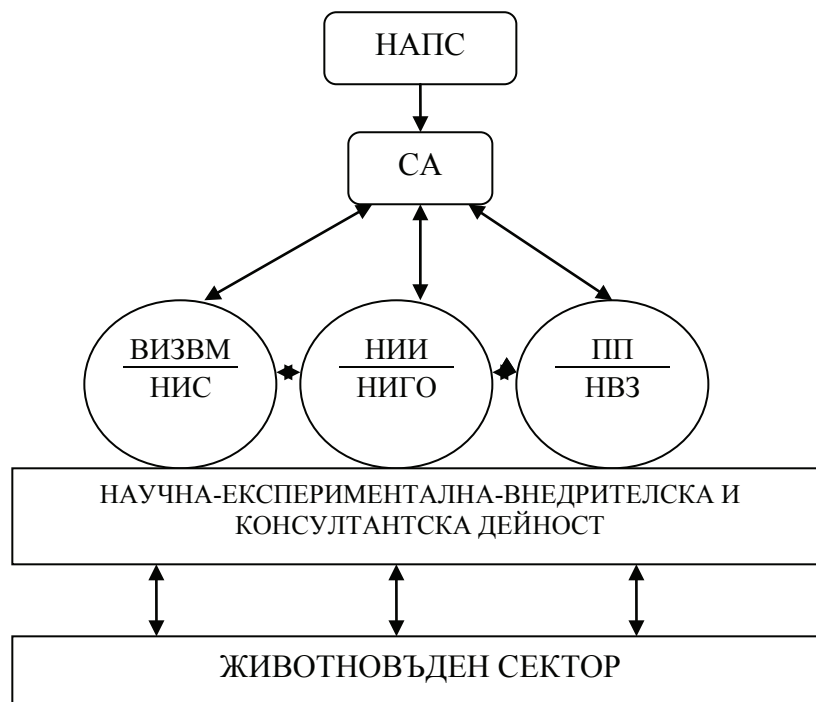 НАПС
СА
ВИЗВМ
НИС
НИИ
НИГО
ПП
НВЗ
НАУЧНА-ЕКСПЕРИМЕНТАЛНА-ВНЕДРИТЕЛСКА И
КОНСУЛТАНТСКА ДЕЙНОСТ
ЖИВОТНОВЪДЕН СЕКТОР